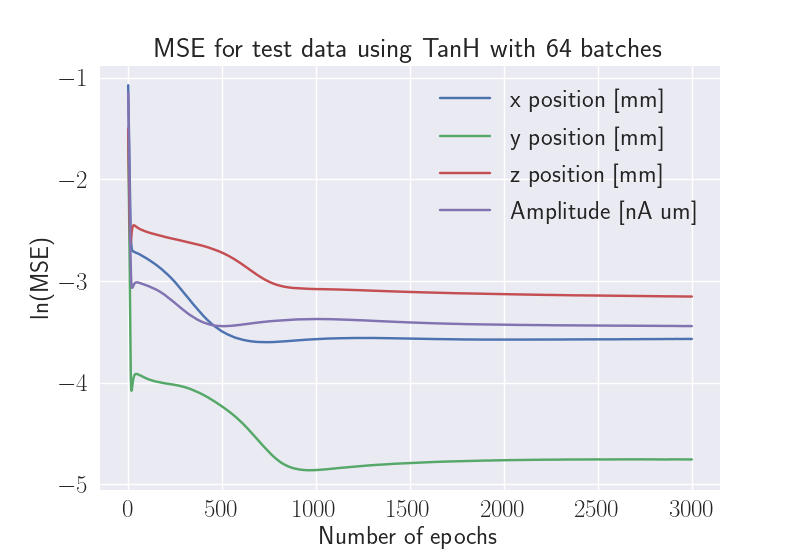 MSE for test data using TanH with 64 batches
x position [mm]
y position [mm]
z position [mm]
Amplitude [nA um]
ln(MSE)
−1
−2
−3
−4
−5
0 500 1000 1500 2000 2500 3000
Number of epochs